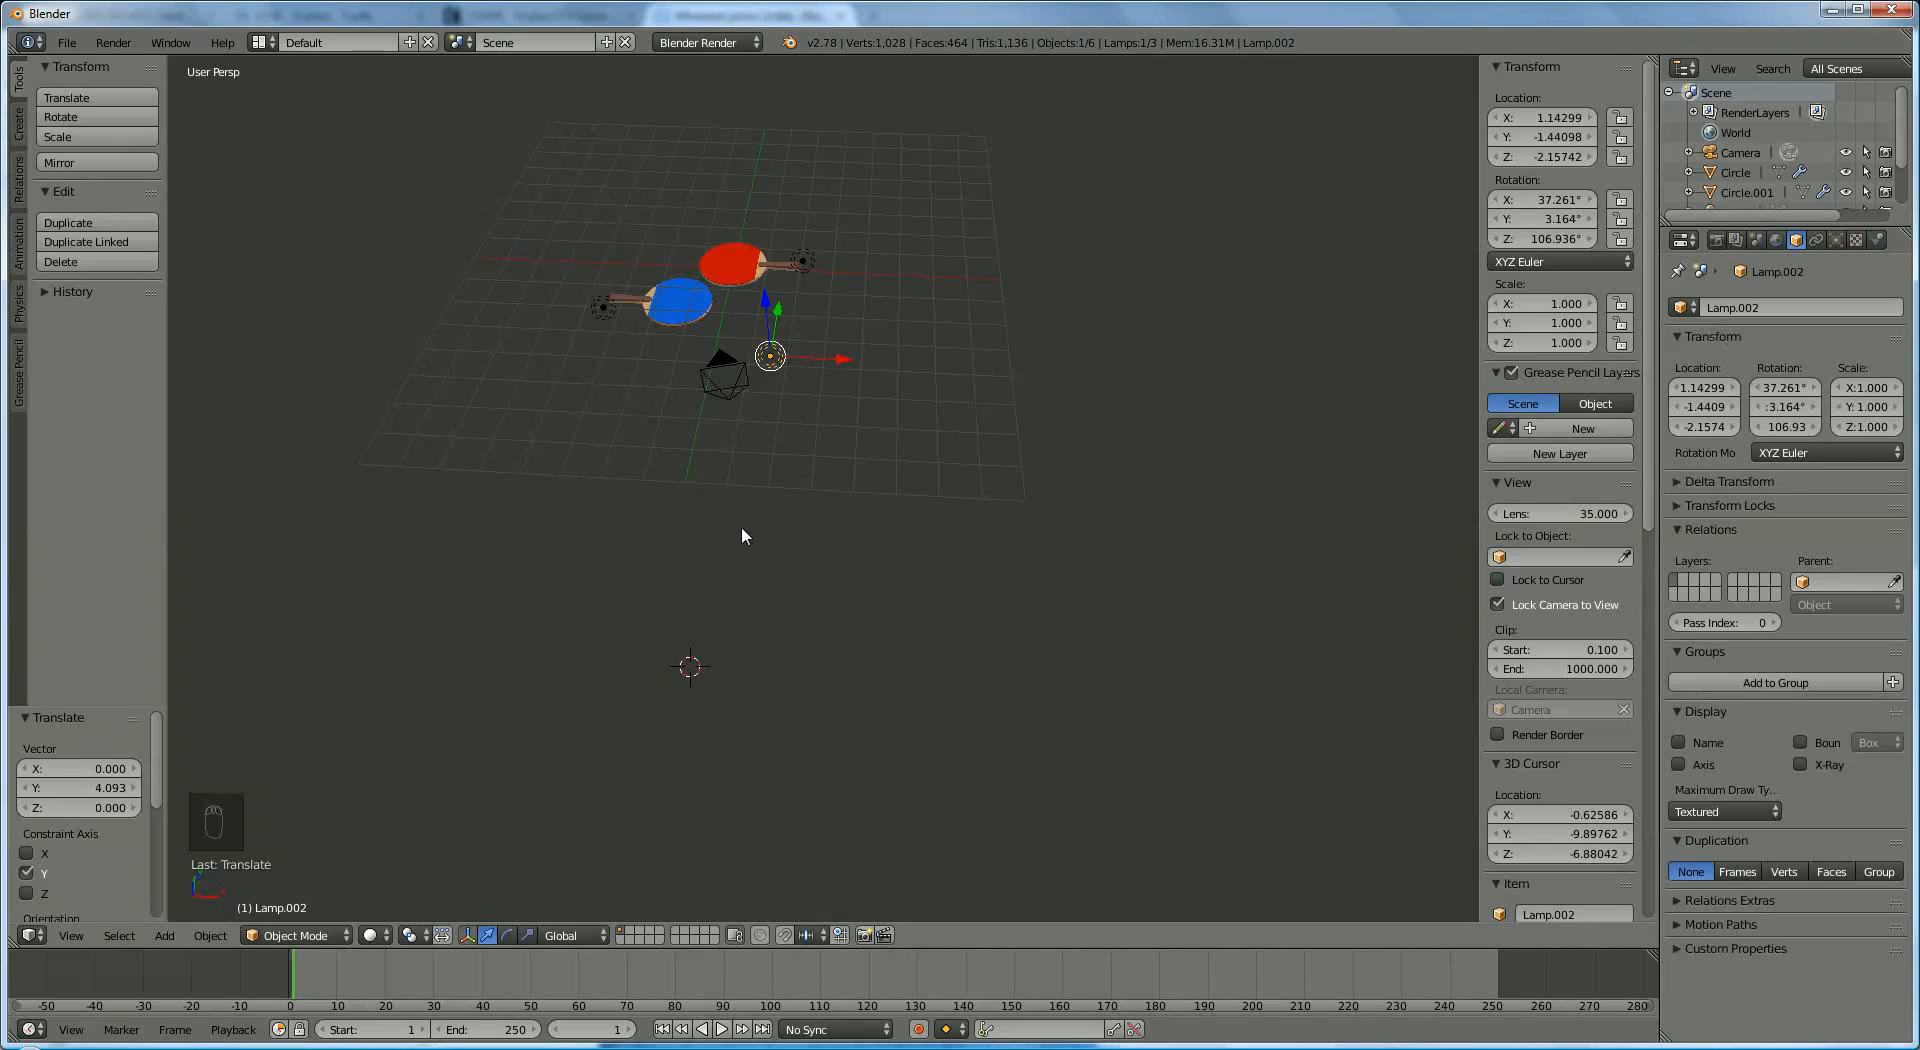 Blender
File Render Window Help Default Scene Blender Render v2.78 | Verts:1,028 | Faces:464 | Tris:1,136 | Objects:1/6 | Lamps:1/3 | Mem:16.31M | Lamp.002
Tools
Create
Relations
Animation
Physics
Grease Pencil
Transform
Translate
Rotate
Scale
Mirror
Edit
Duplicate
Duplicate Linked
Delete
History
Translate
Vector
X: 0.000
Y: 4.093
Z: 0.000
Constraint Axis
X
Y
Z
Orientation
User Persp
Last: Translate
(1) Lamp.002
Transform
Location:
X: 1.14299
Y: -1.44098
Z: -2.15742
Rotation:
X: 37.261°
Y: 3.164°
Z: 106.936°
XYZ Euler
Scale:
X: 1.000
Y: 1.000
Z: 1.000
Grease Pencil Layers
Scene Object
New
New Layer
View
Lens: 35.000
Lock to Object:
Lock to Cursor
Lock Camera to View
Clip:
Start: 0.100
End: 1000.000
Local Camera:
Camera
Render Border
3D Cursor
Location:
X: -0.62586
Y: -9.89762
Z: -6.88042
Item
Lamp.002
View Search All Scenes
Scene
RenderLayers
World
Camera
Circle
Circle.001
Lamp.002
Lamp.002
Transform
Location: Rotation: Scale:
1.14299 37.261° X:1.000
-1.4409 :3.164° Y: 1.000
-2.1574 106.93 Z:1.000
Rotation Mo XYZ Euler
Delta Transform
Transform Locks
Relations
Layers: Parent:
Object
Pass Index: 0
Groups
Add to Group
Display
Name Boun Box
Axis X-Ray
Maximum Draw Ty...
Textured
Duplication
None Frames Verts Faces Group
Relations Extras
Motion Paths
Custom Properties
View Select Add Object Object Mode Global
-50 -40 -30 -20 -10 0 10 20 30 40 50 60 70 80 90 100 110 120 130 140 150 160 170 180 190 200 210 220 230 240 250 260 270 280
View Marker Frame Playback Start: 1 End: 250 1 No Sync